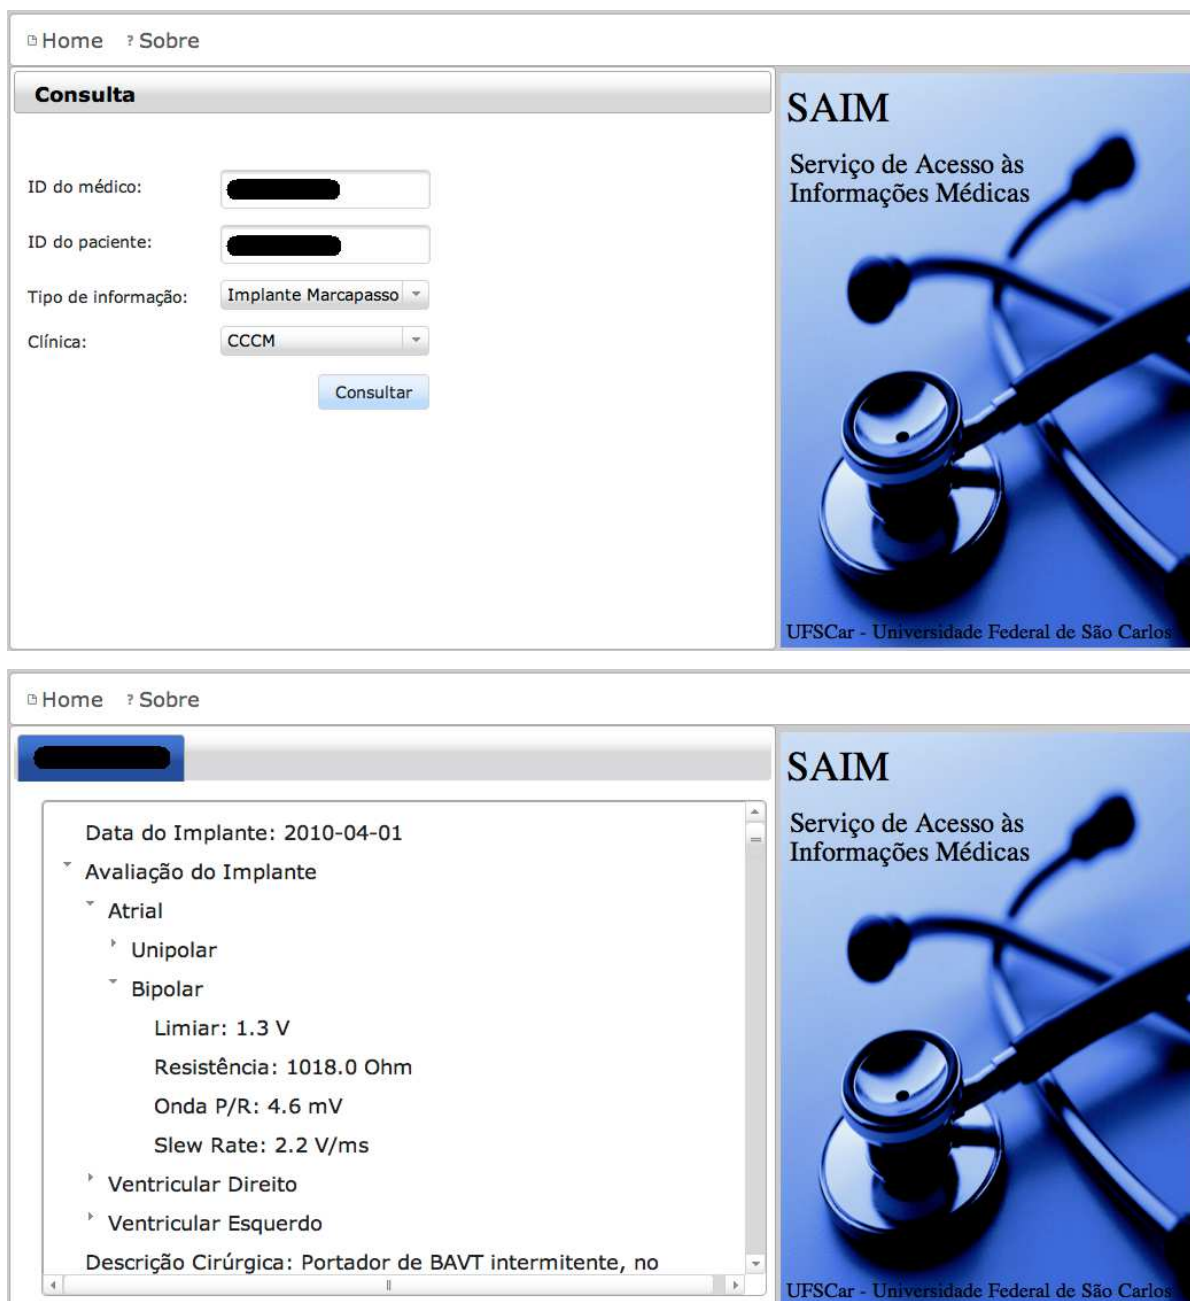 Home ? Sobre
Consulta
ID do médico:
ID do paciente:
Tipo de informação: Implante Marcapasso
Clínica: CCCM
Consultar
SAIM
Serviço de Acesso às
Informações Médicas
UFSCar - Universidade Federal de São Carlos
Home ? Sobre
Data do Implante: 2010-04-01
Avaliação do Implante
Atrial
Unipolar
Bipolar
Limiar: 1.3 V
Resistência: 1018.0 Ohm
Onda P/R: 4.6 mV
Slew Rate: 2.2 V/ms
Ventricular Direito
Ventricular Esquerdo
Descrição Cirúrgica: Portador de BAVT intermitente, no
SAIM
Serviço de Acesso às
Informações Médicas
UFSCar - Universidade Federal de São Carlos